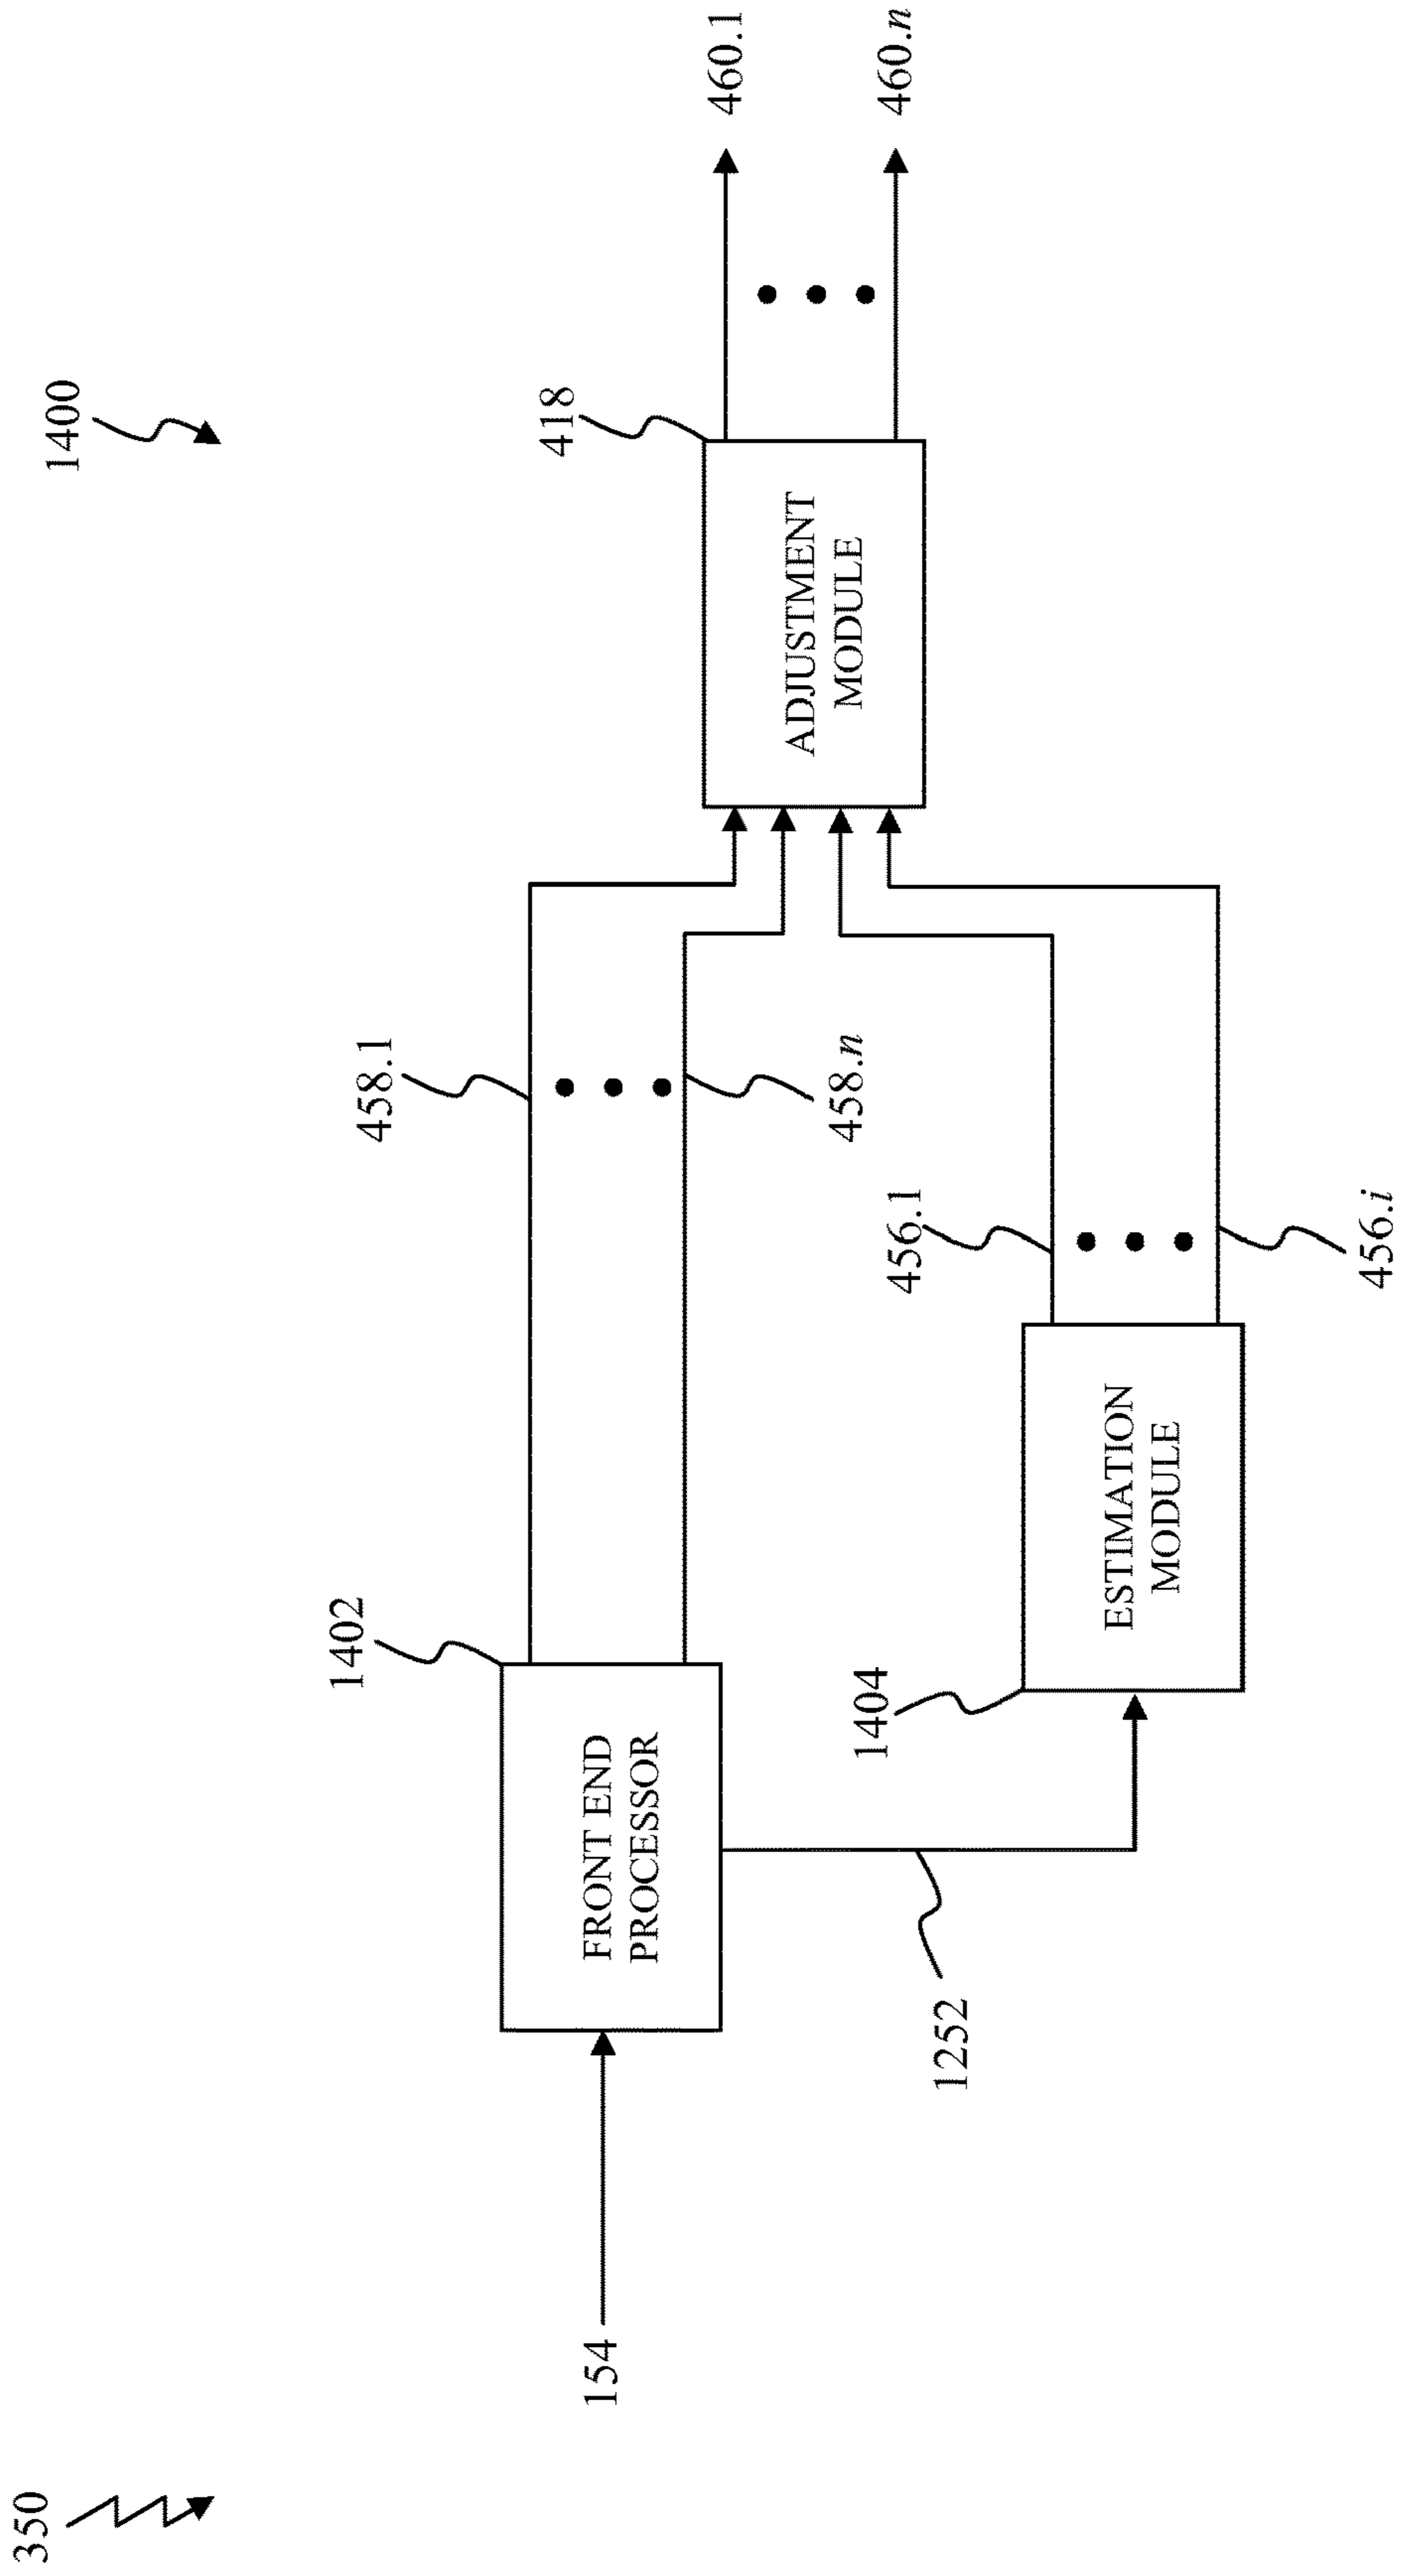 350
1400
154
1402
FRONT END
PROCESSOR
458.1
458.n
1252
1404
ESTIMATION
MODULE
456.1
456.i
418
ADJUSTMENT
MODULE
460.1
460.n